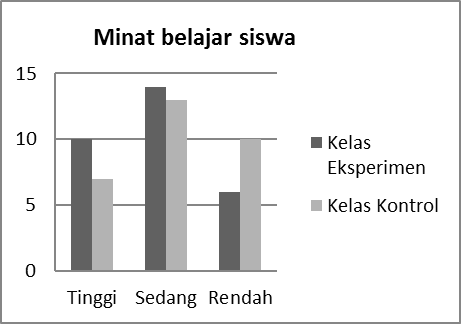 Minat belajar siswa
15
10
5
0
Tinggi Sedang Rendah
Kelas
Eksperimen
Kelas Kontrol